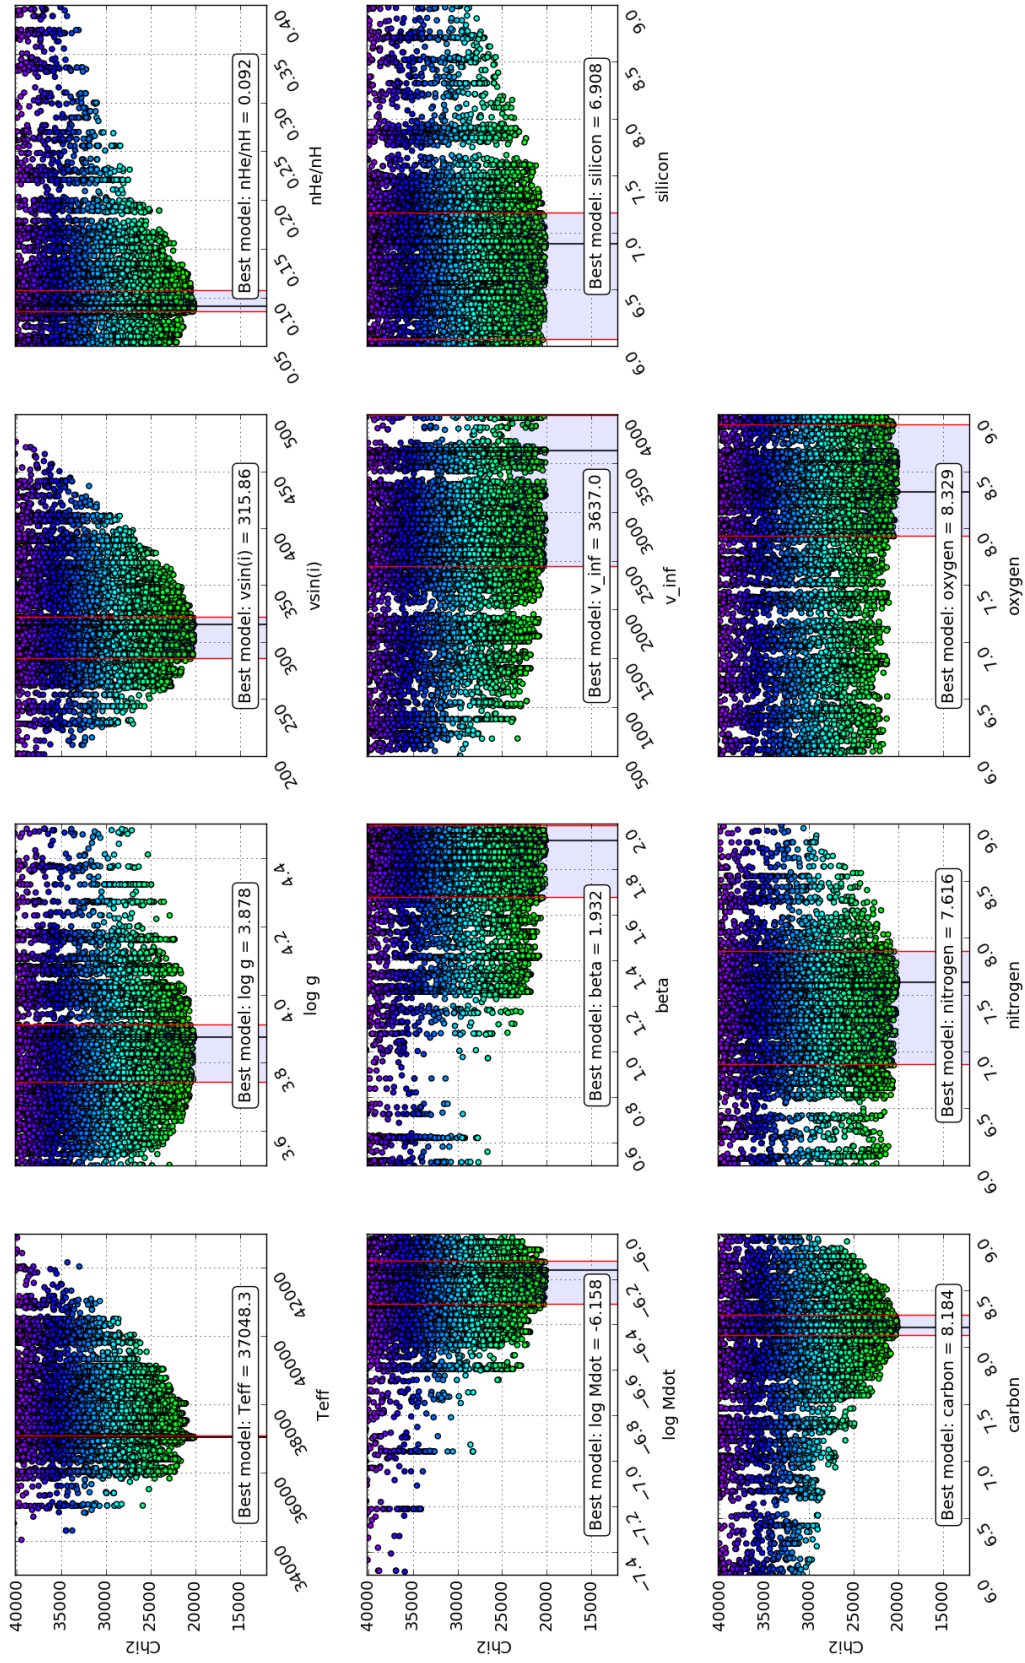 40000
35000
30000
25000
20000
15000
Chi2
Best model: Teff = 37048.3
34000 36000 38000 40000 42000
Teff
Best model: log g = 3.878
3.6 3.8 4.0 4.2 4.4
log g
Best model: vsin(i) = 315.86
200 250 300 350 400 450 500
vsin(i)
Best model: nHe/nH = 0.092
0.05 0.10 0.15 0.20 0.25 0.30 0.35 0.40
nHe/nH
40000
35000
30000
25000
20000
15000
Chi2
Best model: log Mdot = -6.158
−7.4 −7.2 −7.0 −6.8 −6.6 −6.4 −6.2 −6.0
log Mdot
Best model: beta = 1.932
0.6 0.8 1.0 1.2 1.4 1.6 1.8 2.0
beta
Best model: v_inf = 3637.0
500 1000 1500 2000 2500 3000 3500 4000
v_inf
Best model: silicon = 6.908
6.0 6.5 7.0 7.5 8.0 8.5 9.0
silicon
40000
35000
30000
25000
20000
15000
Chi2
Best model: carbon = 8.184
6.0 6.5 7.0 7.5 8.0 8.5 9.0
carbon
Best model: nitrogen = 7.616
6.0 6.5 7.0 7.5 8.0 8.5 9.0
nitrogen
Best model: oxygen = 8.329
6.0 6.5 7.0 7.5 8.0 8.5 9.0
oxygen